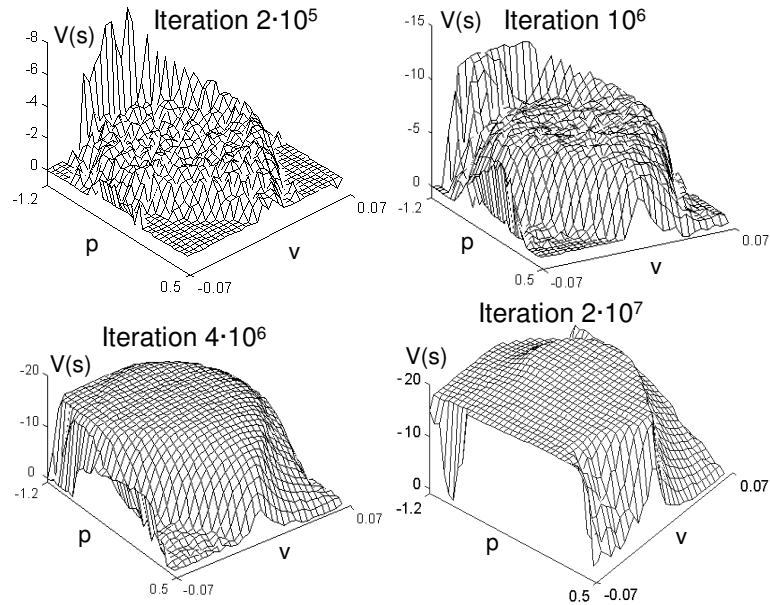 Iteration 2·10⁵
V(s)
-8
-6
-4
-2
0
-1.2
p
0.5
-0.07
v
0.07
Iteration 10⁶
V(s)
-15
-10
-5
0
-1.2
p
0.5
-0.07
v
0.07
Iteration 4·10⁶
V(s)
-20
-10
0
-1.2
p
0.5
-0.07
v
0.07
Iteration 2·10⁷
V(s)
-20
-10
0
-1.2
p
0.5
-0.07
v
0.07